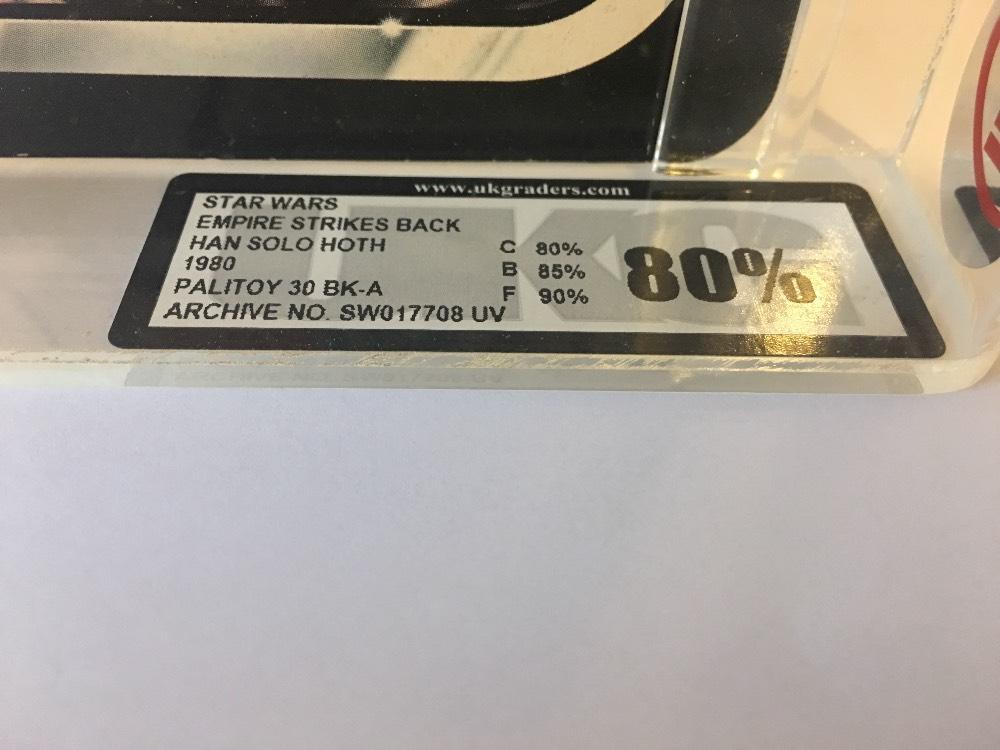 www.ukgraders.com
STAR WARS
EMPIRE STRIKES BACK
HAN SOLO HOTH
1980
PALITOY 30 BK-A
ARCHIVE NO. SW017708 UV
C 80%
B 85%
F 90%
80%
UKG